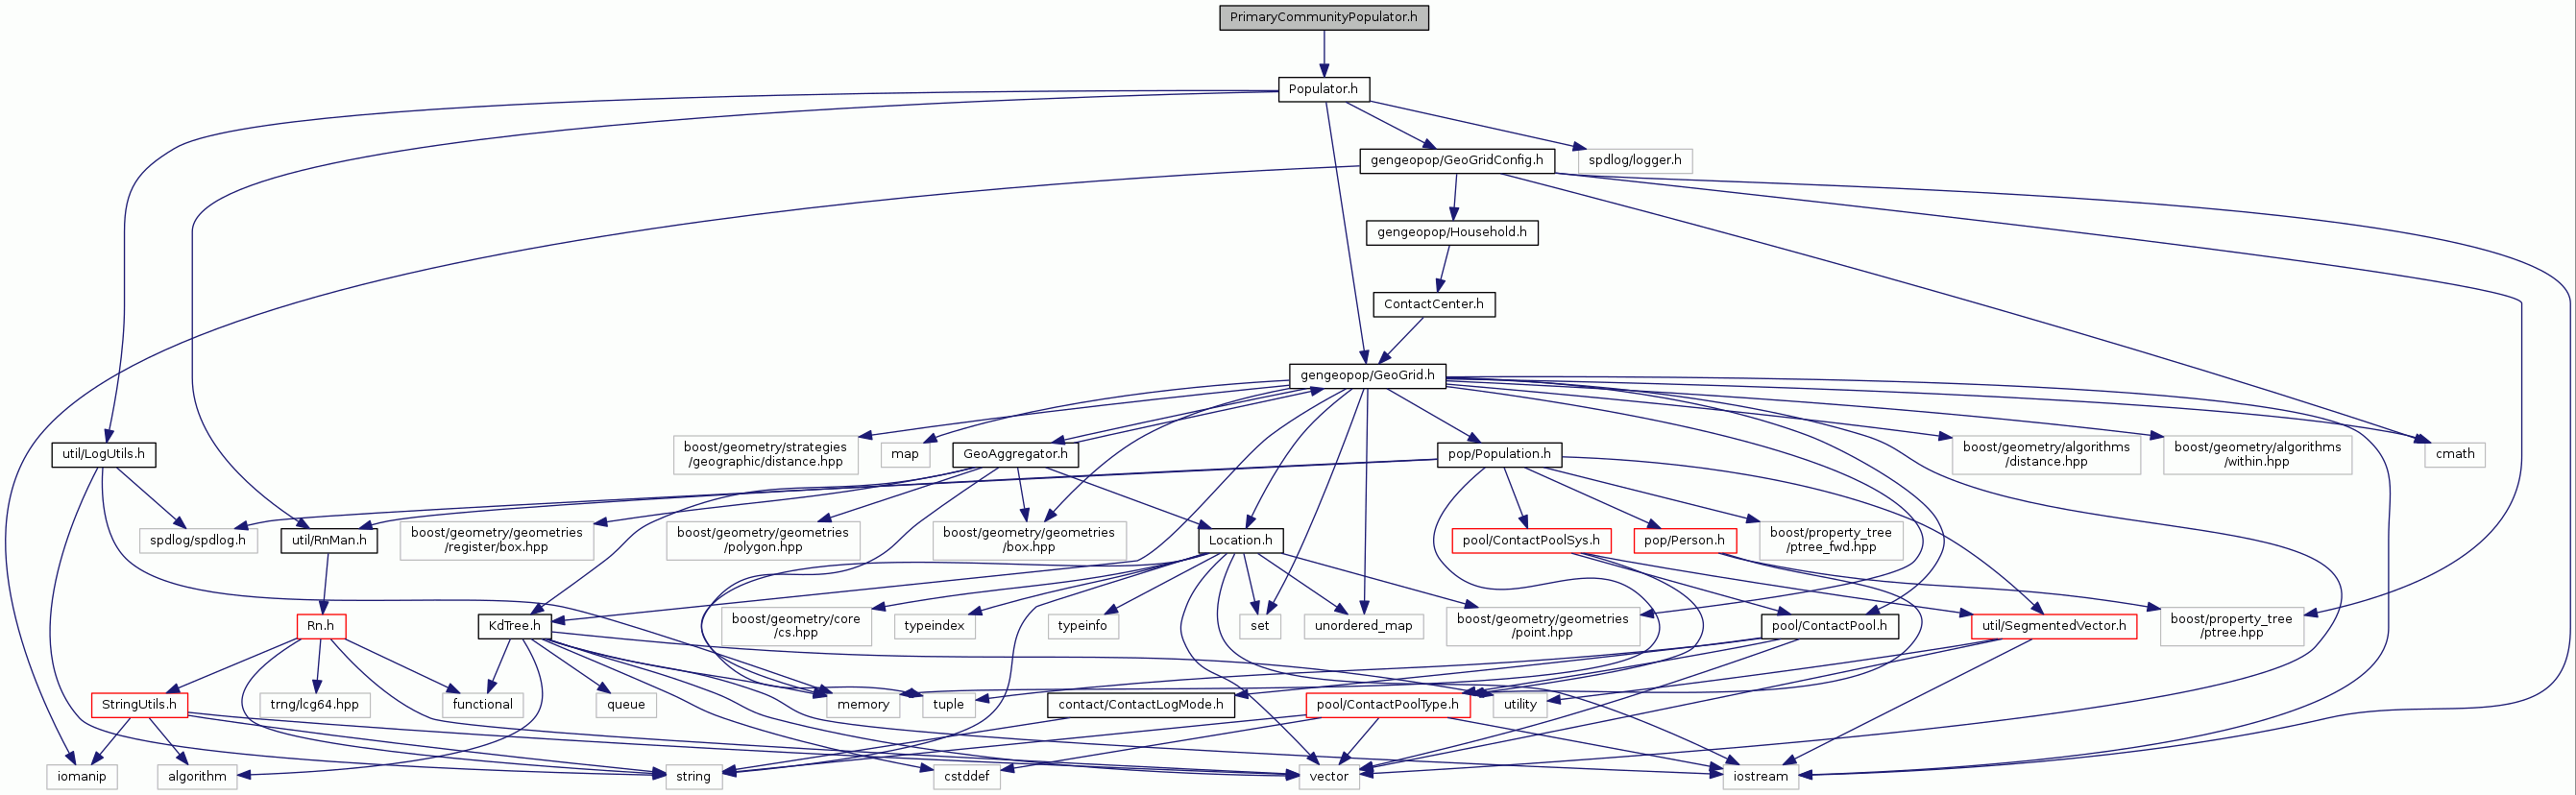 PrimaryCommunityPopulator.h
Populator.h
gengeopop/GeoGridConfig.h
spdlog/logger.h
gengeopop/Household.h
ContactCenter.h
gengeopop/GeoGrid.h
util/LogUtils.h
boost/geometry/strategies
/geographic/distance.hpp
map
GeoAggregator.h
pop/Population.h
boost/geometry/algorithms
/distance.hpp
boost/geometry/algorithms
/within.hpp
cmath
spdlog/spdlog.h
util/RnMan.h
boost/geometry/geometries
/register/box.hpp
boost/geometry/geometries
/polygon.hpp
boost/geometry/geometries
/box.hpp
Location.h
pool/ContactPoolSys.h
pop/Person.h
boost/property_tree
/ptree_fwd.hpp
Rn.h
KdTree.h
boost/geometry/core
/cs.hpp
typeindex
typeinfo
set
unordered_map
boost/geometry/geometries
/point.hpp
pool/ContactPool.h
util/SegmentedVector.h
boost/property_tree
/ptree.hpp
StringUtils.h
trng/lcg64.hpp
functional
queue
memory
tuple
contact/ContactLogMode.h
pool/ContactPoolType.h
utility
iomanip
algorithm
string
cstddef
vector
iostream